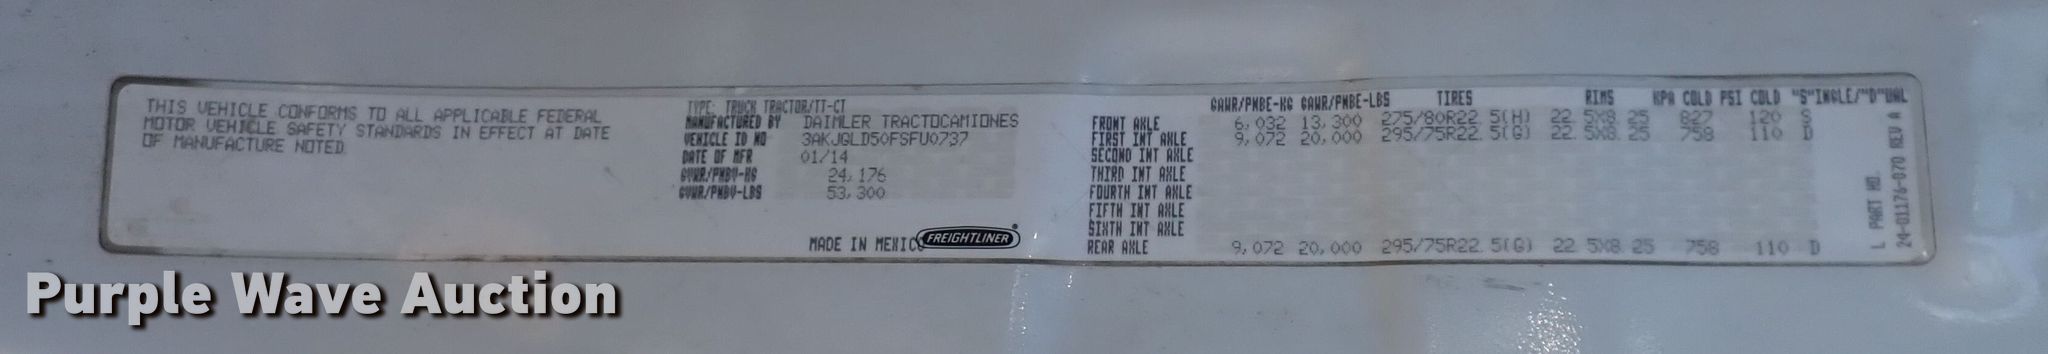 THIS VEHICLE CONFORMS TO ALL APPLICABLE FEDERAL
MOTOR VEHICLE SAFETY STANDARDS IN EFFECT AT DATE
OF MANUFACTURE NOTED
TYPE: TRUCK TRACTOR/TT-CT
MANUFACTURED BY DAIMLER TRACTOCAMIONES
VEHICLE ID NO 3AKJGLD50FSFU0737
DATE OF MFR 01/14
GVWR/PMBV-KG 24,176
GVWR/PMBV-LBS 53,300
MADE IN MEXICO FREIGHTLINER
GAWR/PMBE-KG GAWR/PMBE-LBS TIRES RIMS KPA COLD PSI COLD "S"INGLE/"D"UAL
FRONT AXLE 6,032 13,300 275/80R22.5(H) 22.5X8.25 827 120 S
FIRST INT AXLE 9,072 20,000 295/75R22.5(G) 22.5X8.25 758 110 D
SECOND INT AXLE
THIRD INT AXLE
FOURTH INT AXLE
FIFTH INT AXLE
SIXTH INT AXLE
REAR AXLE 9,072 20,000 295/75R22.5(G) 22.5X8.25 758 110 D
L PART NO.
24-01176-070 REV A
Purple Wave Auction